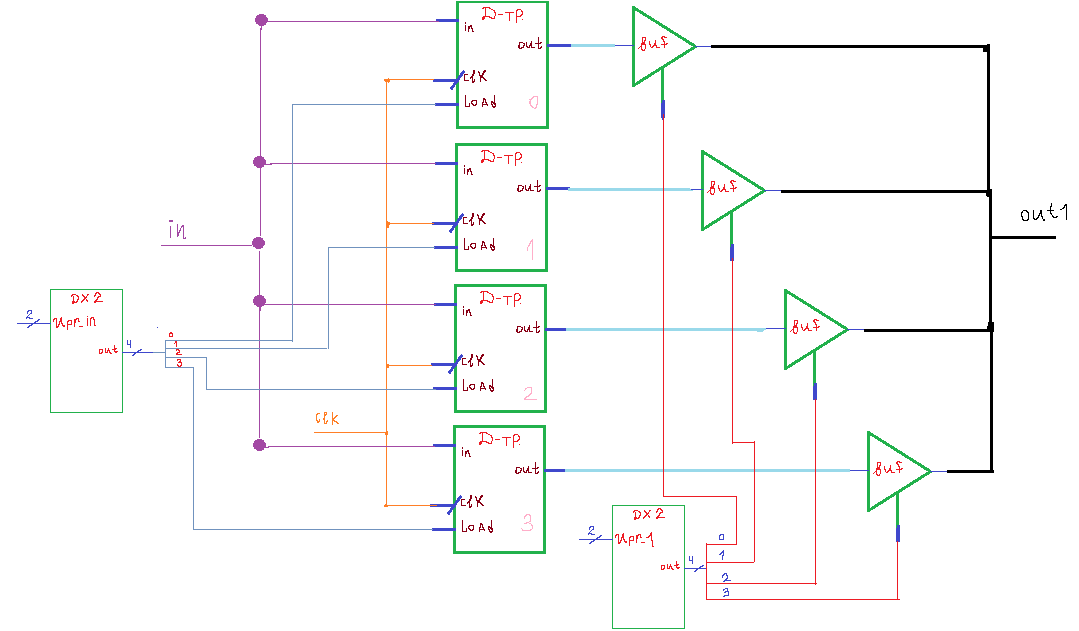 D-TP.
in
out
buf
clK
LOAd
0
D-TP.
in
out
buf
clK
LOAd
1
out1
in
DX2
2
Upr_in
out
4
0
1
2
3
D-TP.
in
out
buf
clK
LOAd
2
clK
D-TP.
in
out
buf
clK
LOAd
3
DX2
2
Upr_1
out
4
0
1
2
3